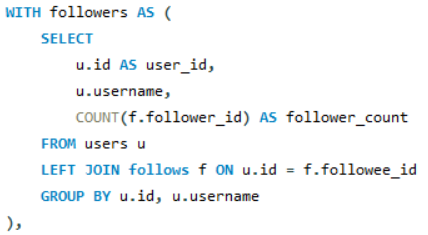 WITH followers AS (
    SELECT
        u.id AS user_id,
        u.username,
        COUNT(f.follower_id) AS follower_count
    FROM users u
    LEFT JOIN follows f ON u.id = f.followee_id
    GROUP BY u.id, u.username
),